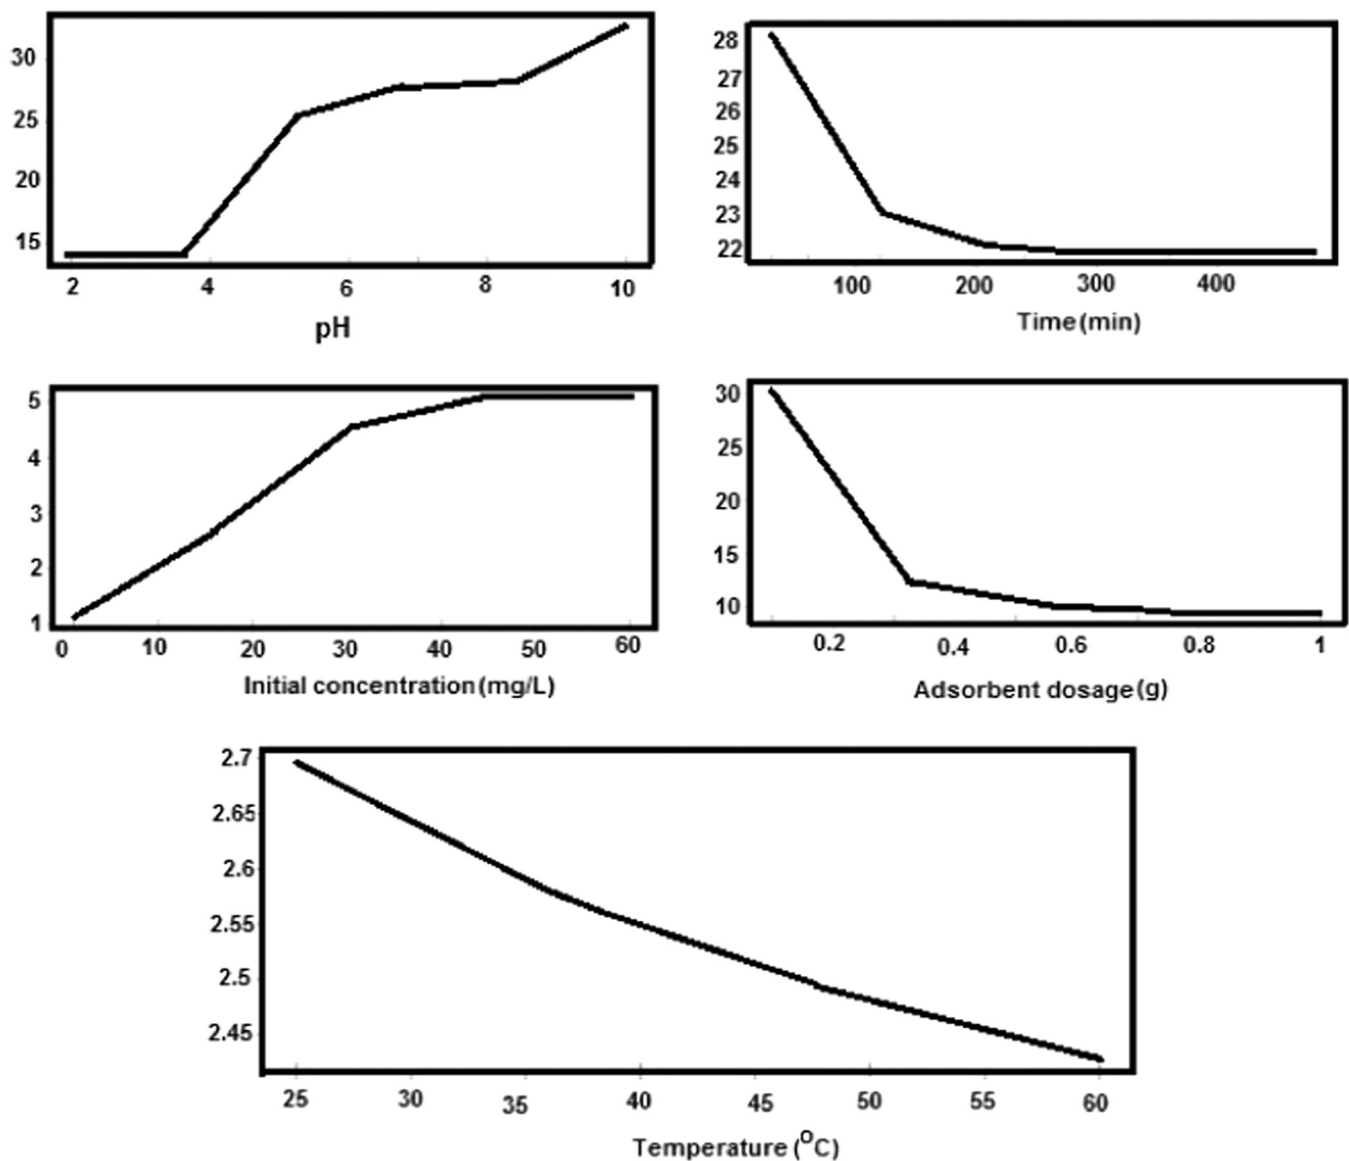 30
25
20
15
2 4 6 8 10
pH
28
27
26
25
24
23
22
100 200 300 400
Time (min)
5
4
3
2
1
0 10 20 30 40 50 60
Initial concentration (mg/L)
30
25
20
15
10
0.2 0.4 0.6 0.8 1
Adsorbent dosage (g)
2.7
2.65
2.6
2.55
2.5
2.45
25 30 35 40 45 50 55 60
Temperature (°C)